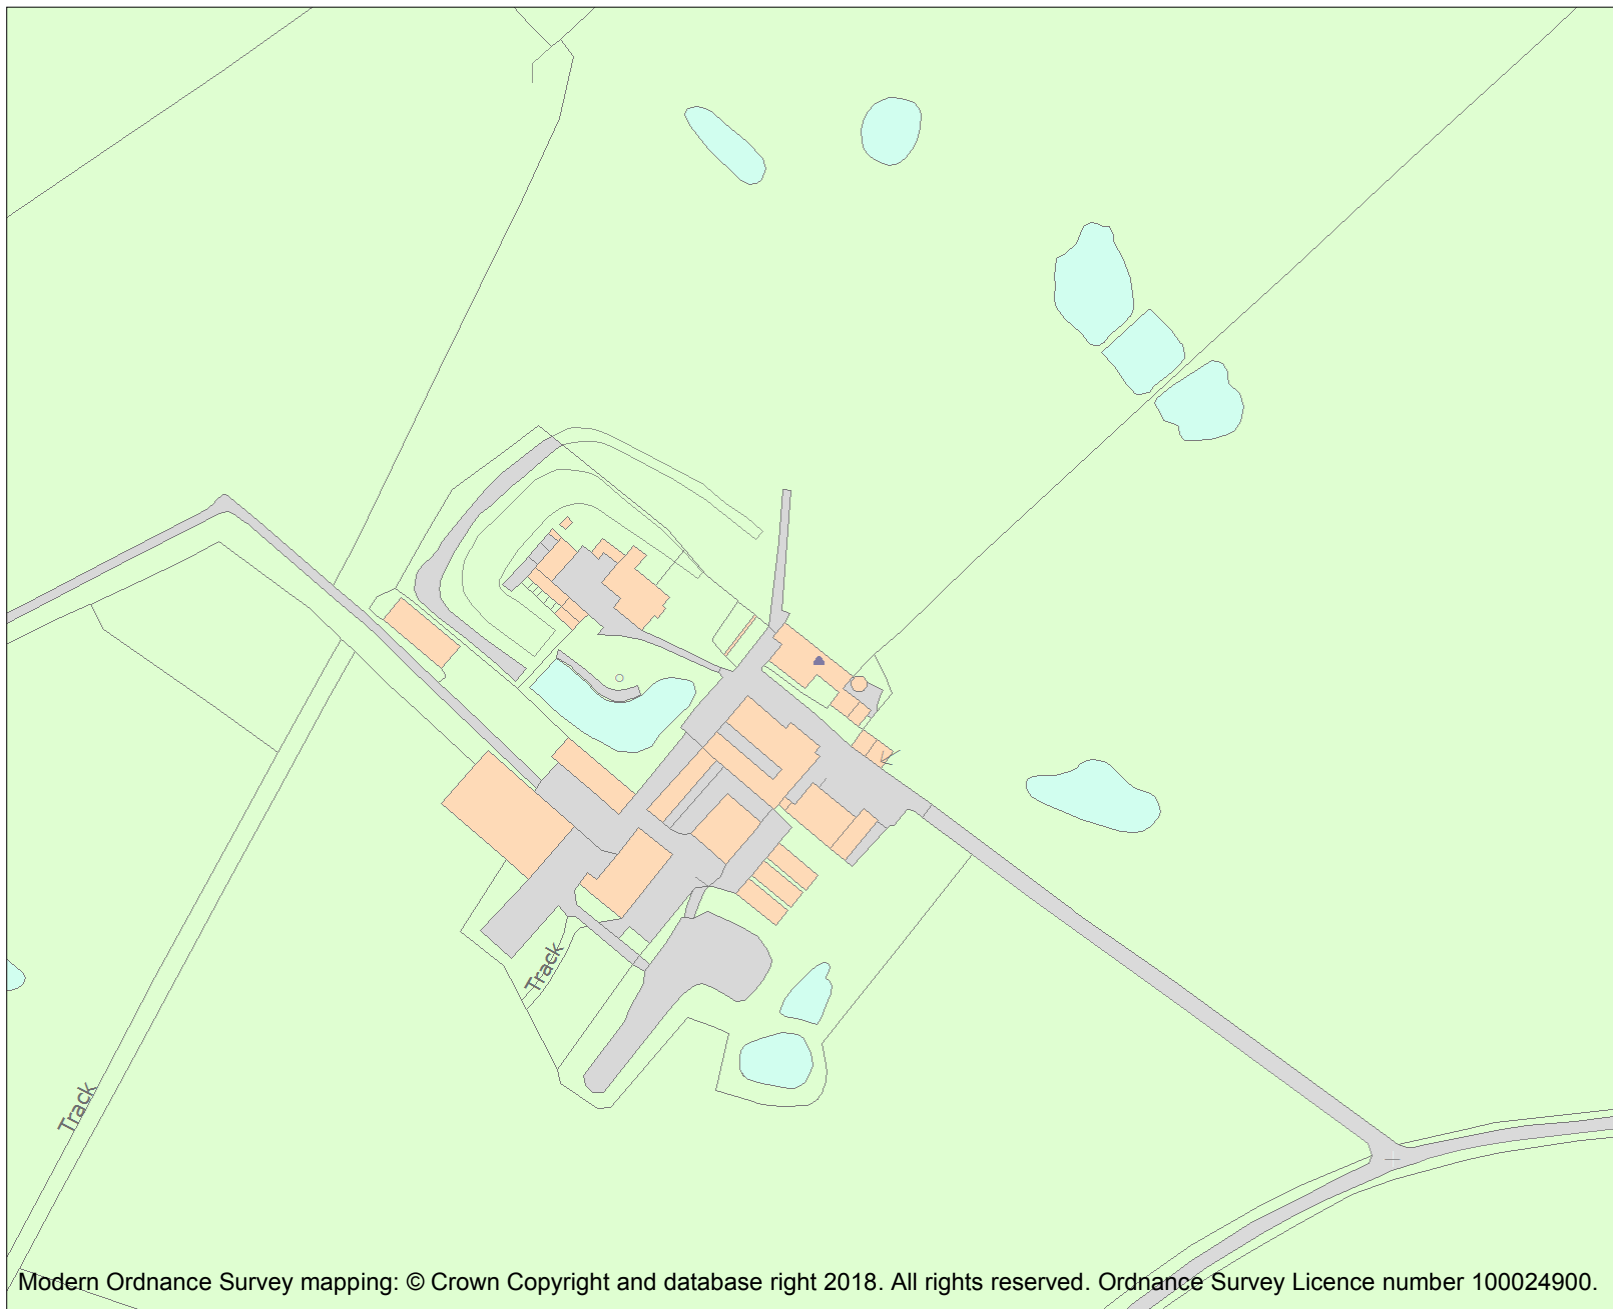 Track
Track
Modern Ordnance Survey mapping: © Crown Copyright and database right 2018. All rights reserved. Ordnance Survey Licence number 100024900.